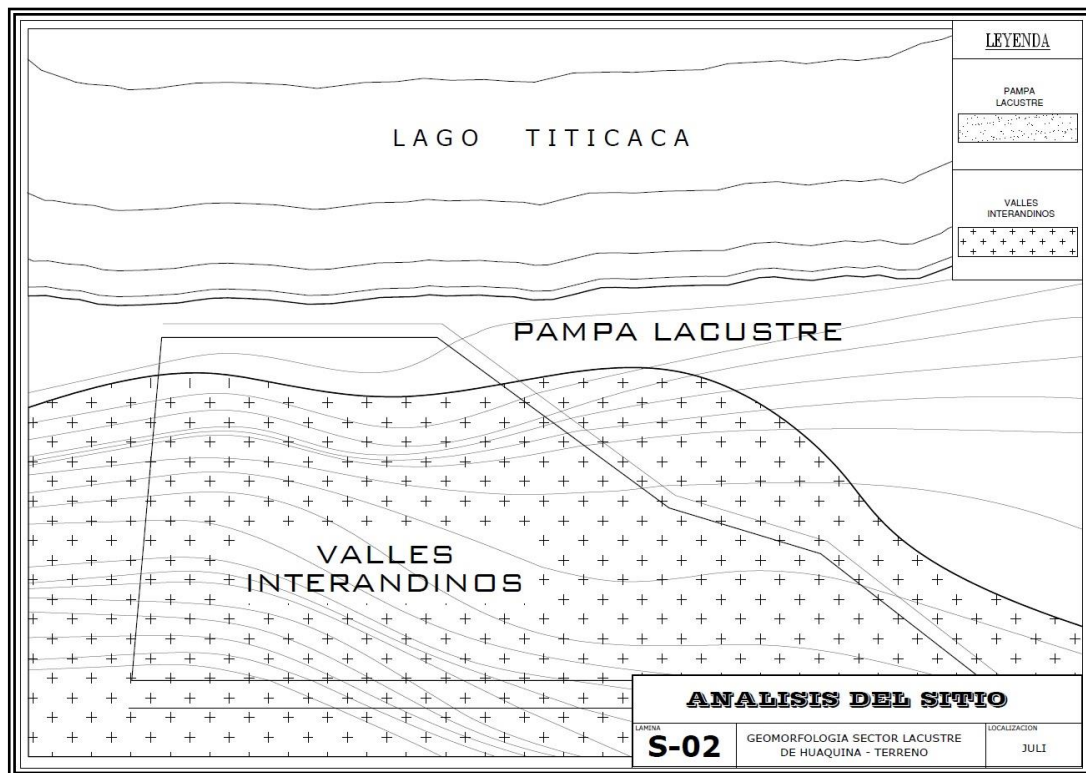 LEYENDA
PAMPA
LACUSTRE
VALLES
INTERANDINOS
LAGO TITICACA
PAMPA LACUSTRE
VALLES
INTERANDINOS
ANALISIS DEL SITIO
LAMINA
S-02
GEOMORFOLOGIA SECTOR LACUSTRE
DE HUAQUINA - TERRENO
LOCALIZACION
JULI